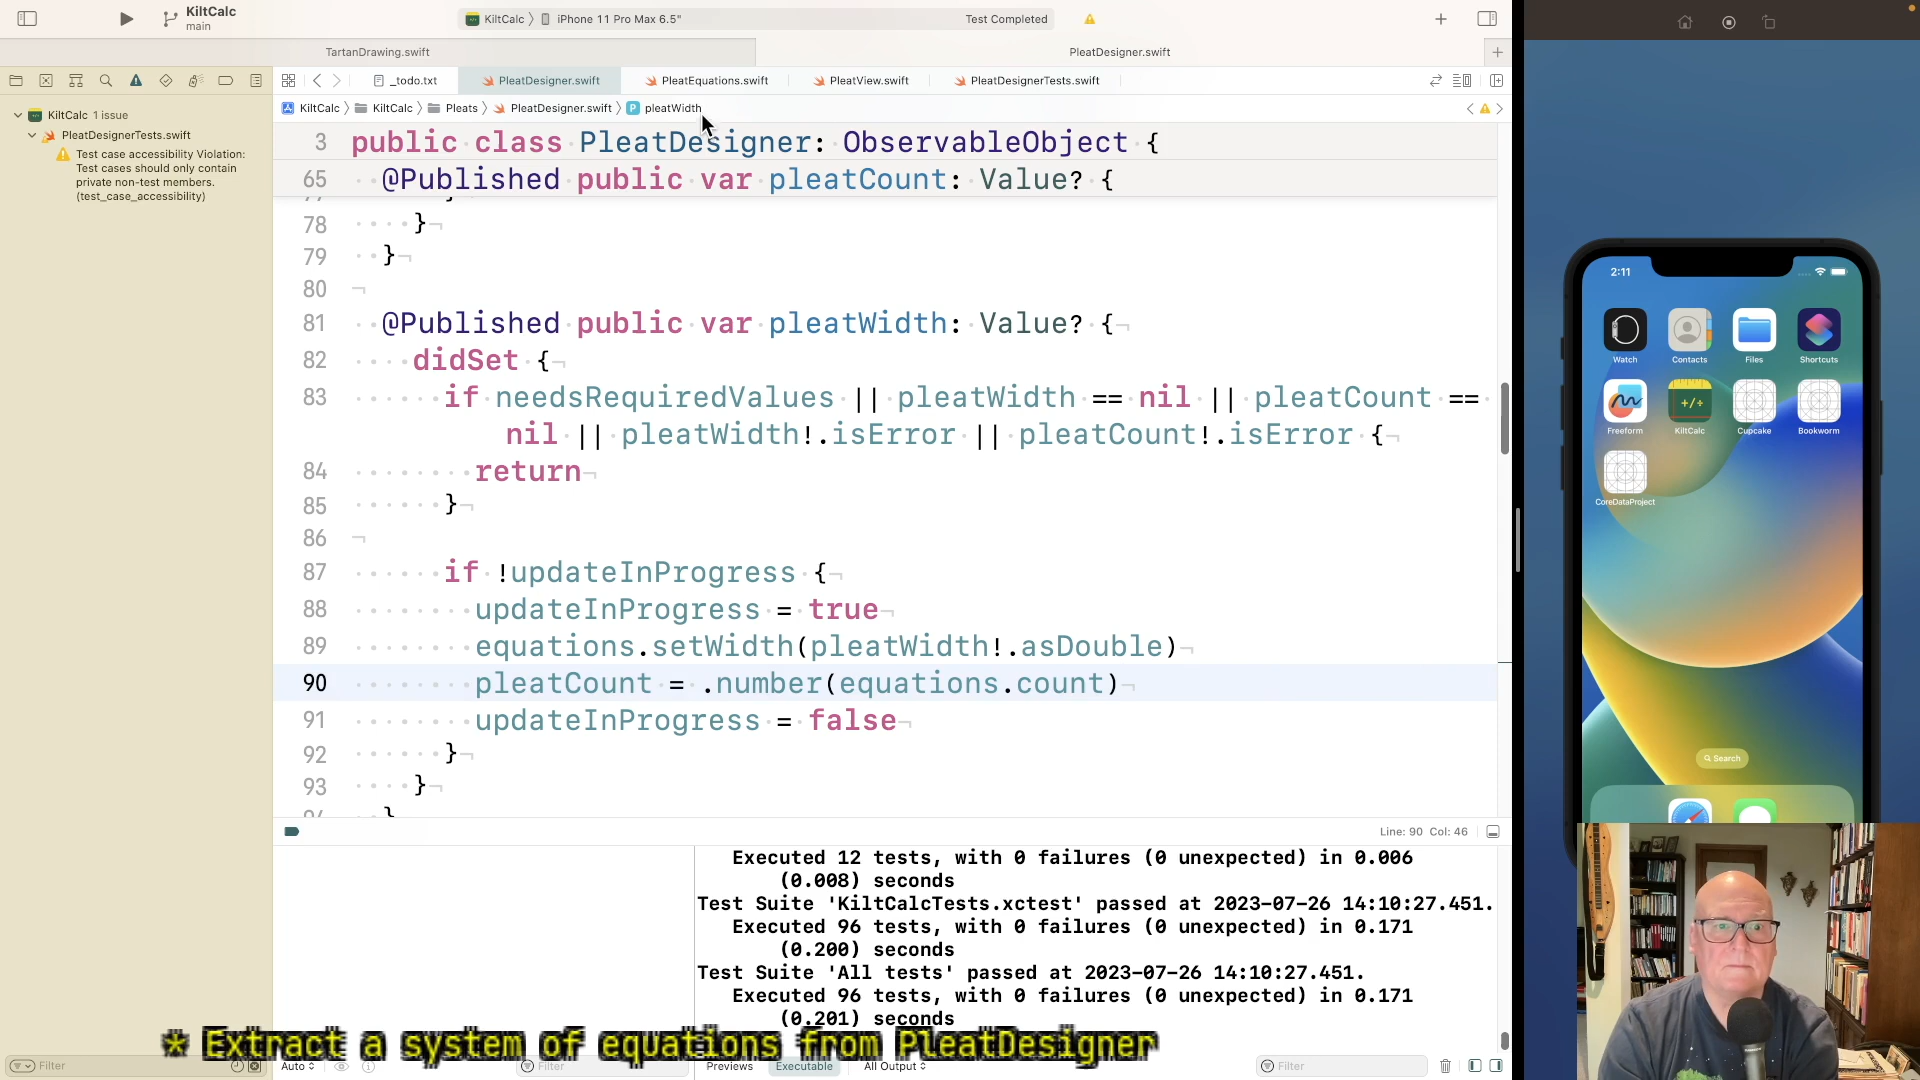 KiltCalc
main
KiltCalc
iPhone 11 Pro Max 6.5"
Test Completed
TartanDrawing.swift
PleatDesigner.swift
_todo.txt
PleatDesigner.swift
PleatEquations.swift
PleatView.swift
PleatDesignerTests.swift
KiltCalc
KiltCalc
Pleats
PleatDesigner.swift
P
pleatWidth
KiltCalc 1 issue
PleatDesignerTests.swift
Test case accessibility Violation:
Test cases should only contain
private non-test members.
(test_case_accessibility)
3 public class PleatDesigner: ObservableObject {
65 @Published public var pleatCount: Value? {
78 }
79 }
80
81 @Published public var pleatWidth: Value? {
82 didSet {
83 if needsRequiredValues || pleatWidth == nil || pleatCount ==
nil || pleatWidth!.isError || pleatCount!.isError {
84 return
85 }
86
87 if !updateInProgress {
88 updateInProgress = true
89 equations.setWidth(pleatWidth!.asDouble)
90 pleatCount = .number(equations.count)
91 updateInProgress = false
92 }
93 }
}
Line: 90 Col: 46
Executed 12 tests, with 0 failures (0 unexpected) in 0.006
(0.008) seconds
Test Suite 'KiltCalcTests.xctest' passed at 2023-07-26 14:10:27.451.
Executed 96 tests, with 0 failures (0 unexpected) in 0.171
(0.200) seconds
Test Suite 'All tests' passed at 2023-07-26 14:10:27.451.
Executed 96 tests, with 0 failures (0 unexpected) in 0.171
(0.201) seconds
* Extract a system of equations from PleatDesigner
Filter
Auto
Filter
Previews
Executable
All Output
Filter
2:11
Watch
Contacts
Files
Shortcuts
Freeform
+/÷
KiltCalc
Cupcake
Bookworm
CoreDataProject
Search